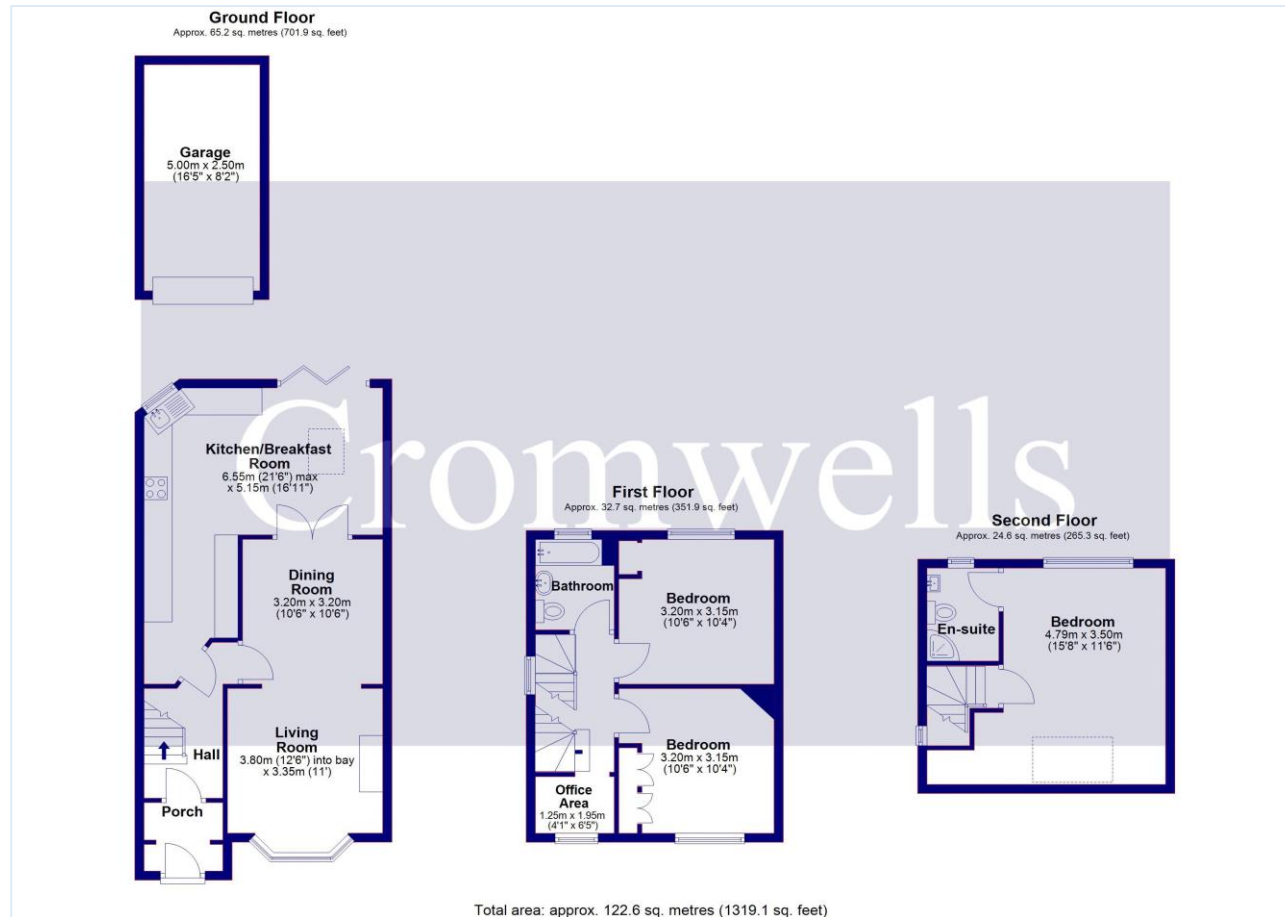 Ground Floor
Approx. 65.2 sq. metres (701.9 sq. feet)
Garage
5.00m x 2.50m
(16'5" x 8'2")
Kitchen/Breakfast
Room
6.55m (21'6") max
x 5.15m (16'11")
Dining
Room
3.20m x 3.20m
(10'6" x 10'6")
Living
Room
3.80m (12'6") into bay
x 3.35m (11')
Hall
Porch
Cromwells
First Floor
Approx. 32.7 sq. metres (351.9 sq. feet)
Bathroom
Bedroom
3.20m x 3.15m
(10'6" x 10'4")
Bedroom
3.20m x 3.15m
(10'6" x 10'4")
Office
Area
1.25m x 1.95m
(4'1" x 6'5")
Second Floor
Approx. 24.6 sq. metres (265.3 sq. feet)
En-suite
Bedroom
4.79m x 3.50m
(15'8" x 11'6")
Total area: approx. 122.6 sq. metres (1319.1 sq. feet)